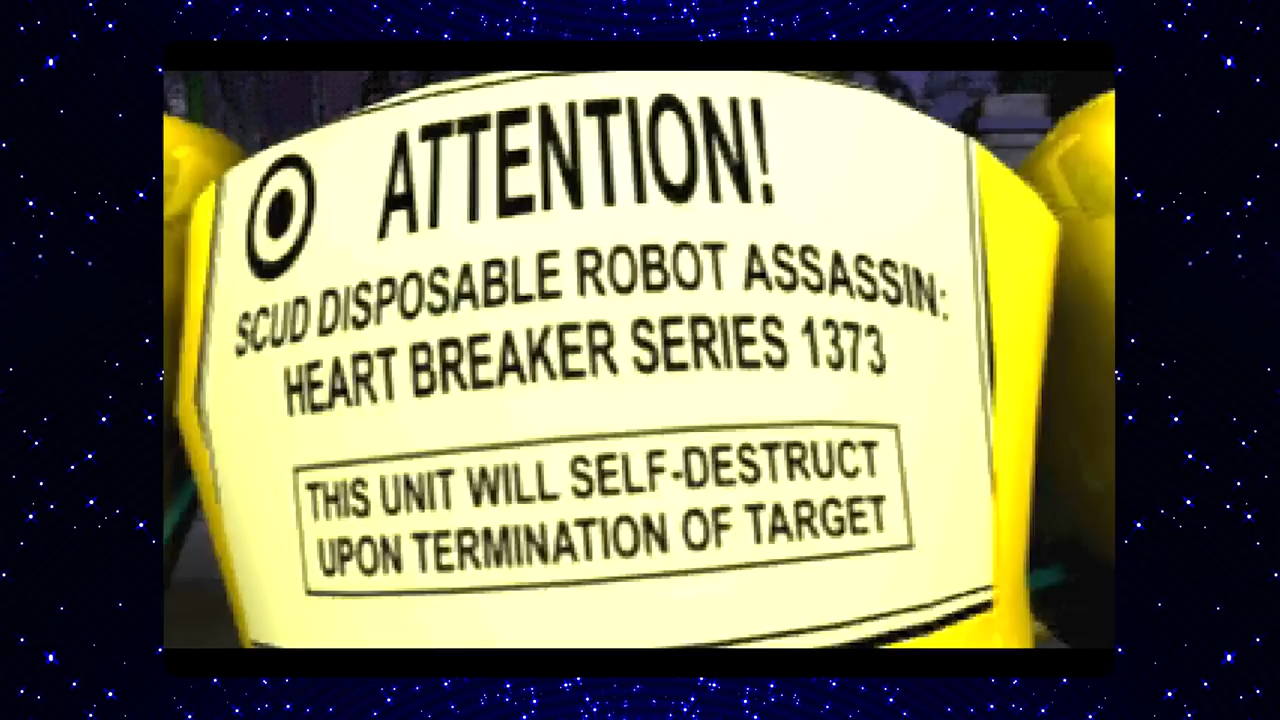 ATTENTION!
SCUD DISPOSABLE ROBOT ASSASSIN:
HEART BREAKER SERIES 1373
THIS UNIT WILL SELF-DESTRUCT
UPON TERMINATION OF TARGET